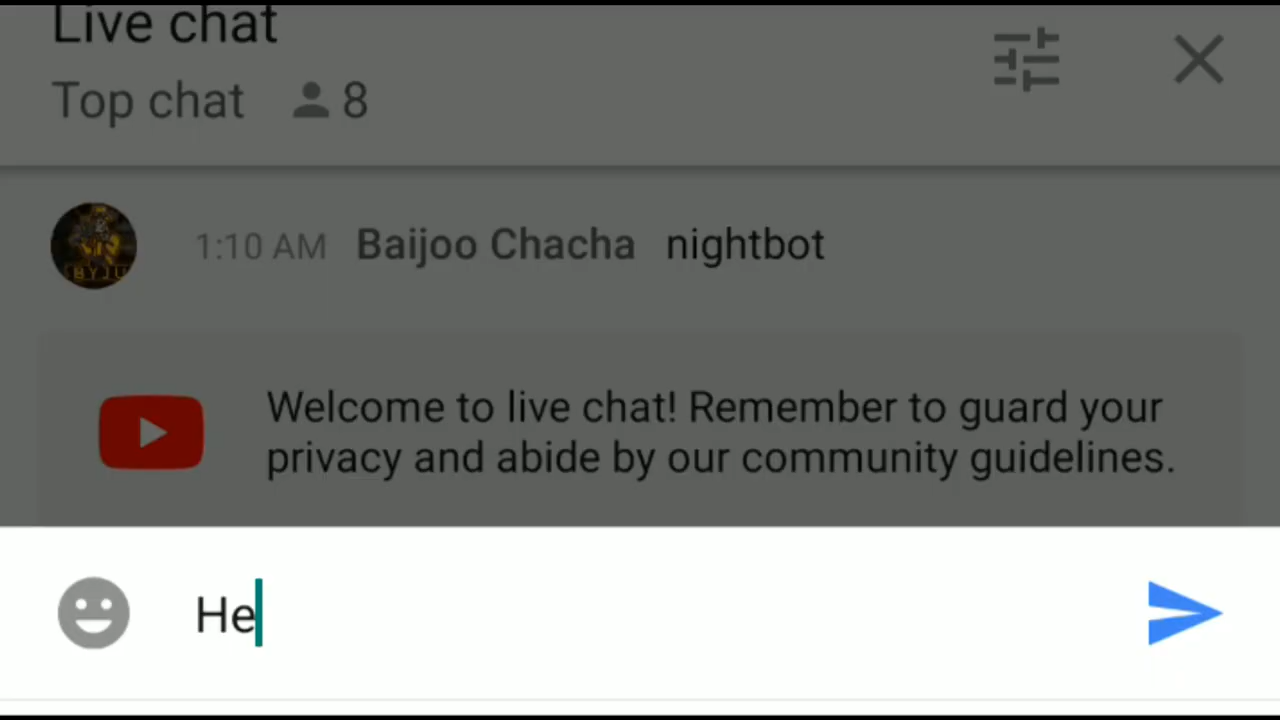 Live chat
Top chat 8
1:10 AM Baijoo Chacha nightbot
BYJU
Welcome to live chat! Remember to guard your
privacy and abide by our community guidelines.
He